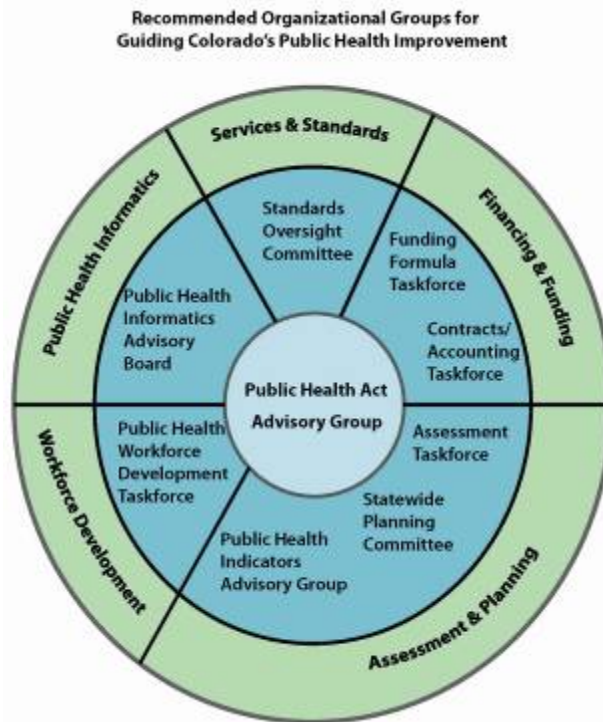 Recommended Organizational Groups for
Guiding Colorado's Public Health Improvement
Services & Standards
Financing & Funding
Assessment & Planning
Workforce Development
Public Health Informatics
Standards
Oversight
Committee
Funding
Formula
Taskforce
Contracts/
Accounting
Taskforce
Assessment
Taskforce
Statewide
Planning
Committee
Public Health
Indicators
Advisory Group
Public Health
Workforce
Development
Taskforce
Public Health
Informatics
Advisory
Board
Public Health Act
Advisory Group